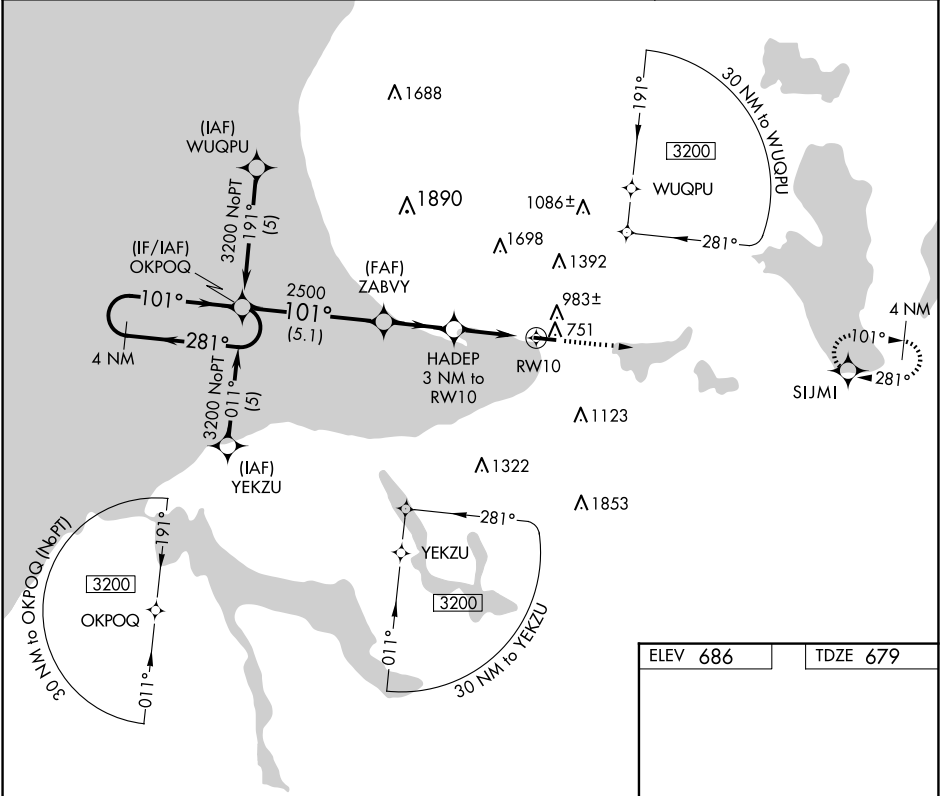 1688
(IAF)
WUQPU
3200 NoPT
191°
(5)
1890
1086±
1698
1392
191°
3200
WUQPU
281°
30 NM to WUQPU
(IF/IAF)
OKPOQ
101°
281°
4 NM
2500
101°
(5.1)
(FAF)
ZABVY
HADEP
3 NM to
RW10
983±
751
RW10
4 NM
101°
281°
SIJMI
3200 NoPT
011°
(5)
(IAF)
YEKZU
1123
1322
1853
30 NM to OKPOQ (NoPT)
191°
3200
OKPOQ
011°
281°
YEKZU
3200
011°
30 NM to YEKZU
ELEV 686
TDZE 679